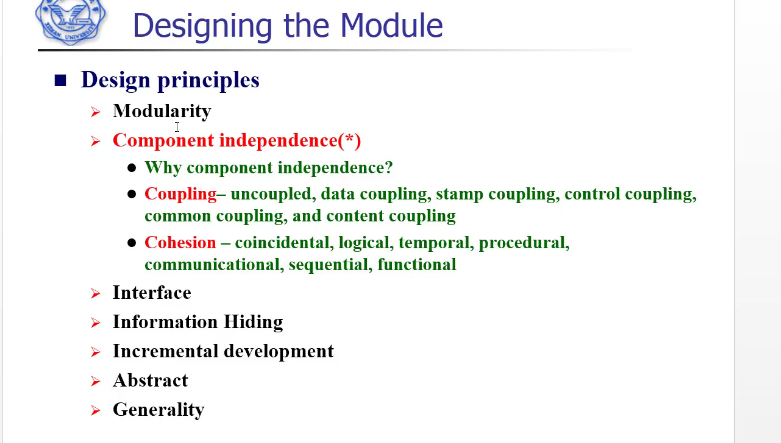 Designing the Module
Design principles
Modularity
Component independence(*)
Why component independence?
Coupling– uncoupled, data coupling, stamp coupling, control coupling,
common coupling, and content coupling
Cohesion – coincidental, logical, temporal, procedural,
communicational, sequential, functional
Interface
Information Hiding
Incremental development
Abstract
Generality